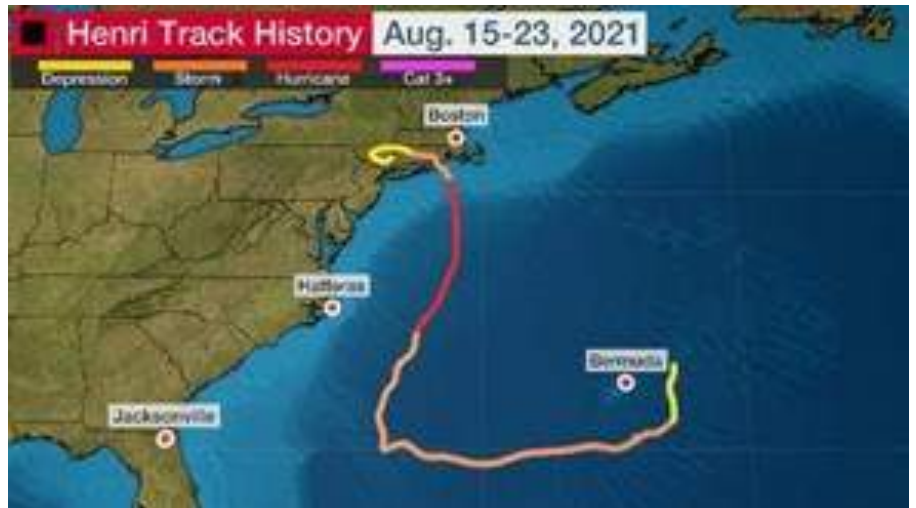 Henri Track History Aug. 15-23, 2021
Depression Storm Hurricane Cat 3+
Boston
Hatteras
Bermuda
Jacksonville